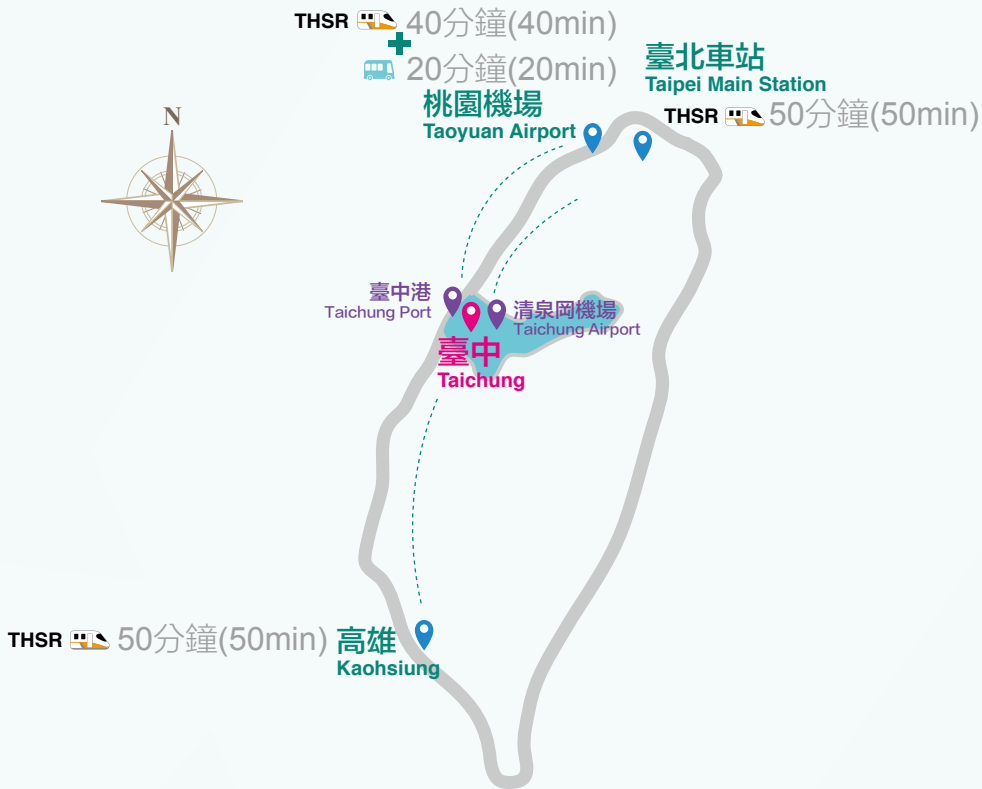 THSR 40分鐘(40min)
20分鐘(20min)
桃園機場
Taoyuan Airport
臺北車站
Taipei Main Station
THSR 50分鐘(50min)
N
臺中港
Taichung Port
清泉岡機場
Taichung Airport
臺中
Taichung
THSR 50分鐘(50min)
高雄
Kaohsiung